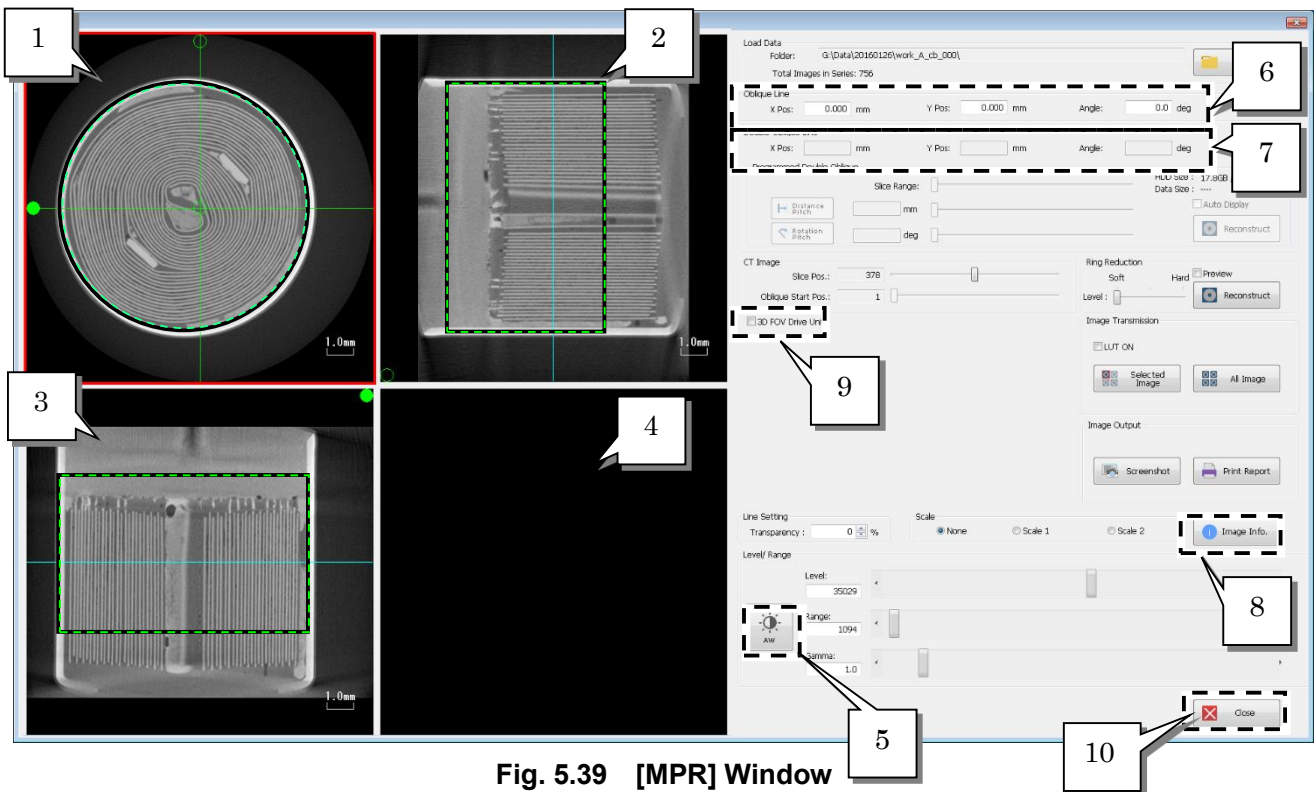 1
2
3
4
1.0mm
1.0mm
1.0mm
Load Data
Folder: G:\Data\20160126\work_A_cb_000\
Total Images in Series: 756
6
Oblique Line
X Pos: 0.000 mm Y Pos: 0.000 mm Angle: 0.0 deg
7
X Pos: mm Y Pos: mm Angle: deg
Programmed Double Oblique
HDD Size : 17.8GB
Slice Range:
Data Size : ----
Distance Pitch mm
Auto Display
Rotation Pitch deg
Reconstruct
CT Image
Slice Pos.: 378
Oblique Start Pos.: 1
Ring Reduction
Soft Hard Preview
Level : Reconstruct
3D FOV Drive Uni
9
Image Transmission
LUT ON
Selected Image
All Image
Image Output
Screenshot Print Report
Line Setting
Transparency : 0 %
Scale
None Scale 1 Scale 2
Image Info.
8
Level/ Range
Level:
35029
Range:
1094
AW
Gamma:
1.0
5
10
Close
Fig. 5.39 [MPR] Window